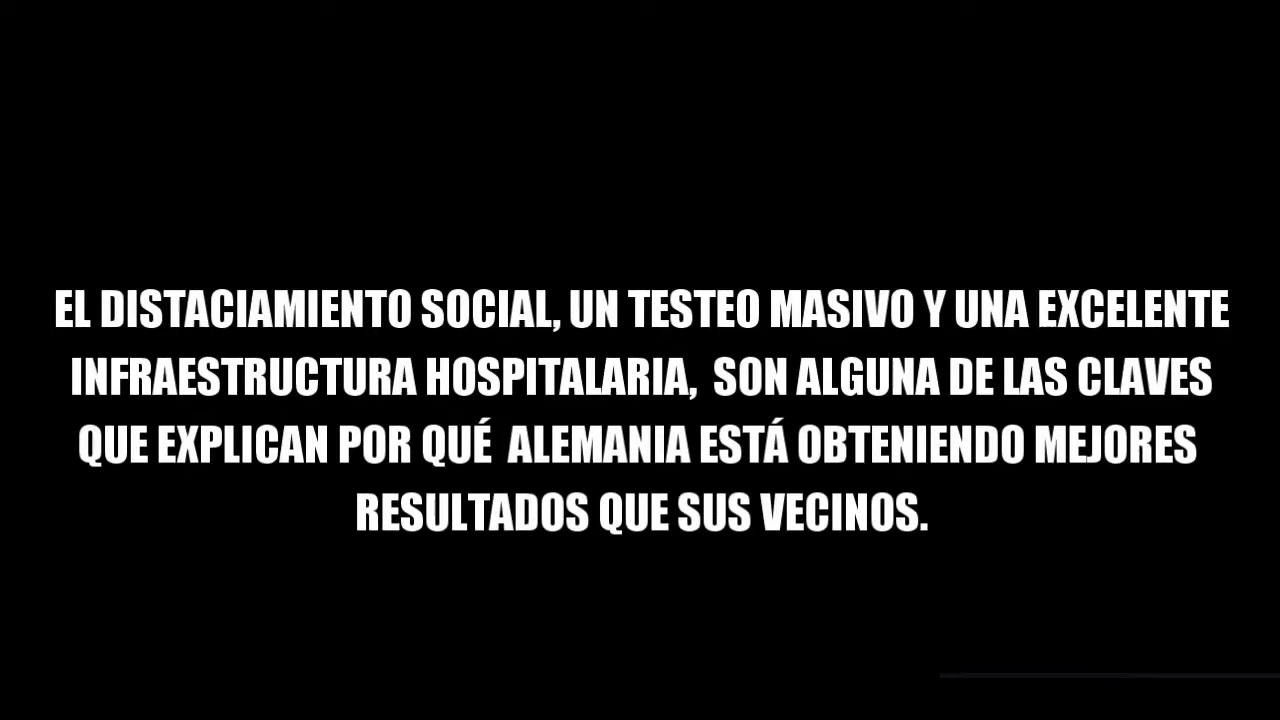 EL DISTACIAMIENTO SOCIAL, UN TESTEO MASIVO Y UNA EXCELENTE
INFRAESTRUCTURA HOSPITALARIA, SON ALGUNA DE LAS CLAVES
QUE EXPLICAN POR QUÉ ALEMANIA ESTÁ OBTENIENDO MEJORES
RESULTADOS QUE SUS VECINOS.